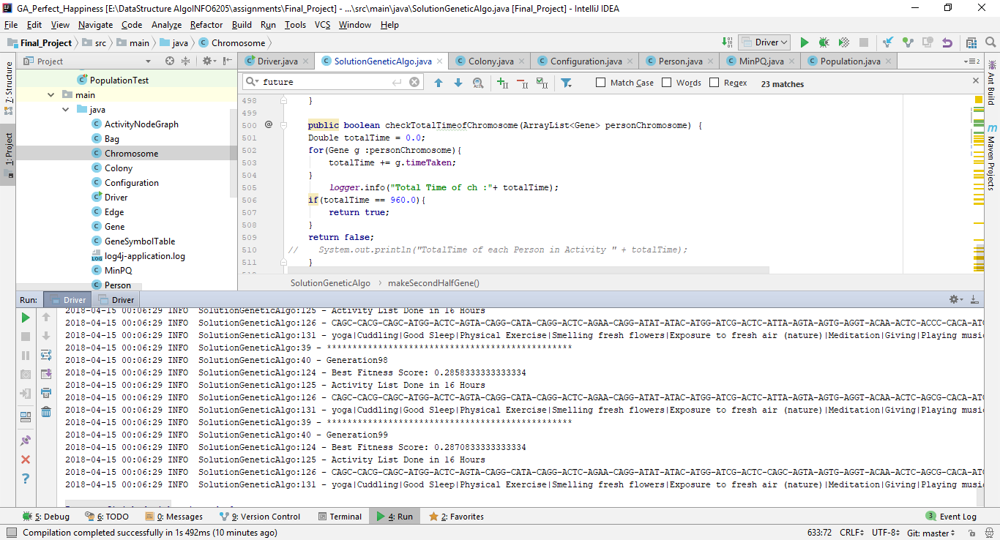 GA_Perfect_Happiness [E:\DataStructure AlgoINFO6205\assignments\Final_Project] - ...\src\main\java\SolutionGeneticAlgo.java [Final_Project] - IntelliJ IDEA
File Edit View Navigate Code Analyze Refactor Build Run Tools VCS Window Help
Final_Project src main java Chromosome Driver
Project Driver.java SolutionGeneticAlgo.java Colony.java Configuration.java Person.java MinPQ.java Population.java
7: Structure
1: Project
Ant Build
Maven Projects
PopulationTest
main
java
ActivityNodeGraph
Bag
Chromosome
Colony
Configuration
Driver
Edge
Gene
GeneSymbolTable
log4j-application.log
MinPQ
Person
future Match Case Words Regex 23 matches
498 }
499
500 @ public boolean checkTotalTimeofChromosome(ArrayList<Gene> personChromosome) {
501 Double totalTime = 0.0;
502 for(Gene g :personChromosome){
503 totalTime += g.timeTaken;
504 }
505 logger.info("Total Time of ch :"+ totalTime);
506 if(totalTime == 960.0){
507 return true;
508 }
509 return false;
510 // System.out.println("TotalTime of each Person in Activity " + totalTime);
511 }
SolutionGeneticAlgo › makeSecondHalfGene()
Run: Driver Driver
2018-04-15 00:06:29 INFO SolutionGeneticAlgo:125 - Activity List Done in 16 Hours
2018-04-15 00:06:29 INFO SolutionGeneticAlgo:126 - CAGC-CACG-CAGC-ATGG-ACTC-AGTA-CAGG-CATA-CAGG-ACTC-AGAA-CAGG-ATAT-ATAC-ATGG-ATCG-ACTC-ATTA-AGTA-AGTG-AGGT-ACAA-ACTC-ACCC-CACA-ATC
2018-04-15 00:06:29 INFO SolutionGeneticAlgo:131 - yoga|Cuddling|Good Sleep|Physical Exercise|Smelling fresh flowers|Exposure to fresh air (nature)|Meditation|Giving|Playing musi
2018-04-15 00:06:29 INFO SolutionGeneticAlgo:39 - ************************************************
2018-04-15 00:06:29 INFO SolutionGeneticAlgo:40 - Generation98
2018-04-15 00:06:29 INFO SolutionGeneticAlgo:124 - Best Fitness Score: 0.2858333333333334
2018-04-15 00:06:29 INFO SolutionGeneticAlgo:125 - Activity List Done in 16 Hours
2018-04-15 00:06:29 INFO SolutionGeneticAlgo:126 - CAGC-CACG-CAGC-ATGG-ACTC-AGTA-CAGG-CATA-CAGG-ACTC-AGAA-CAGG-ATAT-ATAC-ATGG-ATCG-ACTC-ATTA-AGTA-AGTG-AGGT-ACAA-ACTC-AGCG-CACA-ATC
2018-04-15 00:06:29 INFO SolutionGeneticAlgo:131 - yoga|Cuddling|Good Sleep|Physical Exercise|Smelling fresh flowers|Exposure to fresh air (nature)|Meditation|Giving|Playing musi
2018-04-15 00:06:29 INFO SolutionGeneticAlgo:39 - ************************************************
2018-04-15 00:06:29 INFO SolutionGeneticAlgo:40 - Generation99
2018-04-15 00:06:29 INFO SolutionGeneticAlgo:124 - Best Fitness Score: 0.2870833333333334
2018-04-15 00:06:29 INFO SolutionGeneticAlgo:125 - Activity List Done in 16 Hours
2018-04-15 00:06:29 INFO SolutionGeneticAlgo:126 - CAGC-CACG-CAGC-ATGG-ACTC-AGTA-CAGG-CATA-CAGG-ACTC-AGAA-CAGG-ATAT-ATAC-ATGG-ATCG-ACTC-CAGC-AGTA-AGTG-AGGT-ACAA-ACTC-CAGC-CACA-ATC
2018-04-15 00:06:29 INFO SolutionGeneticAlgo:131 - yoga|Cuddling|Good Sleep|Physical Exercise|Smelling fresh flowers|Exposure to fresh air (nature)|Meditation|Giving|Playing musi
5: Debug 6: TODO 0: Messages 9: Version Control Terminal 4: Run 2: Favorites 3 Event Log
Compilation completed successfully in 1s 492ms (10 minutes ago) 633:72 CRLF UTF-8 Git: master